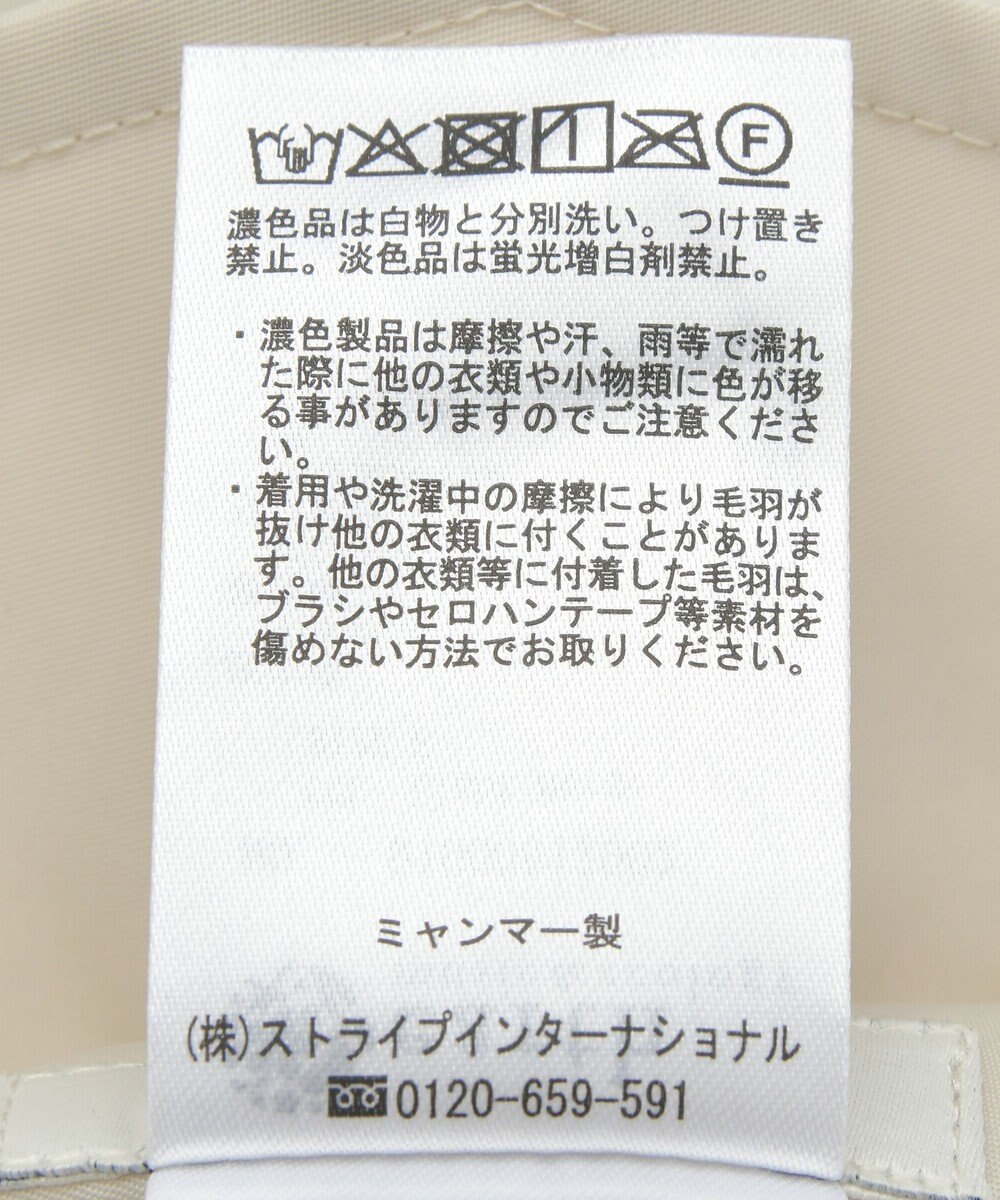 F
濃色品は白物と分別洗い。つけ置き
禁止。淡色品は蛍光増白剤禁止。
・濃色製品は摩擦や汗、雨等で濡れ
た際に他の衣類や小物類に色が移
る事がありますのでご注意くださ
い。
・着用や洗濯中の摩擦により毛羽が
抜け他の衣類に付くことがありま
す。他の衣類等に付着した毛羽は、
ブラシやセロハンテープ等素材を
傷めない方法でお取りください。
ミャンマー製
(株)ストライプインターナショナル
0120-659-591